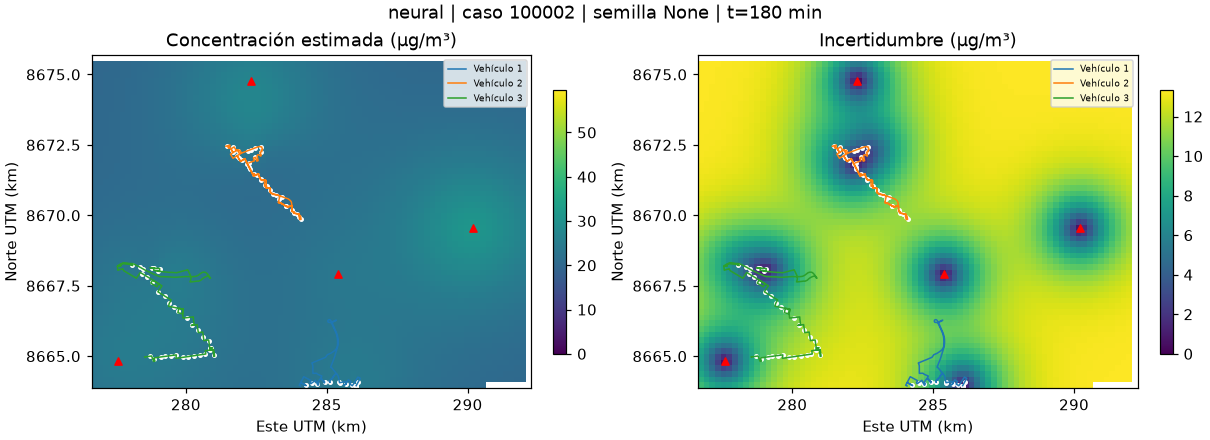 neural | caso 100002 | semilla None | t=180 min
Concentración estimada (µg/m³)
Vehículo 1
Vehículo 2
Vehículo 3
8675.0
8672.5
8670.0
8667.5
8665.0
Norte UTM (km)
280
285
290
Este UTM (km)
50
40
30
20
10
0
Incertidumbre (µg/m³)
Vehículo 1
Vehículo 2
Vehículo 3
8675.0
8672.5
8670.0
8667.5
8665.0
Norte UTM (km)
280
285
290
Este UTM (km)
12
10
8
6
4
2
0